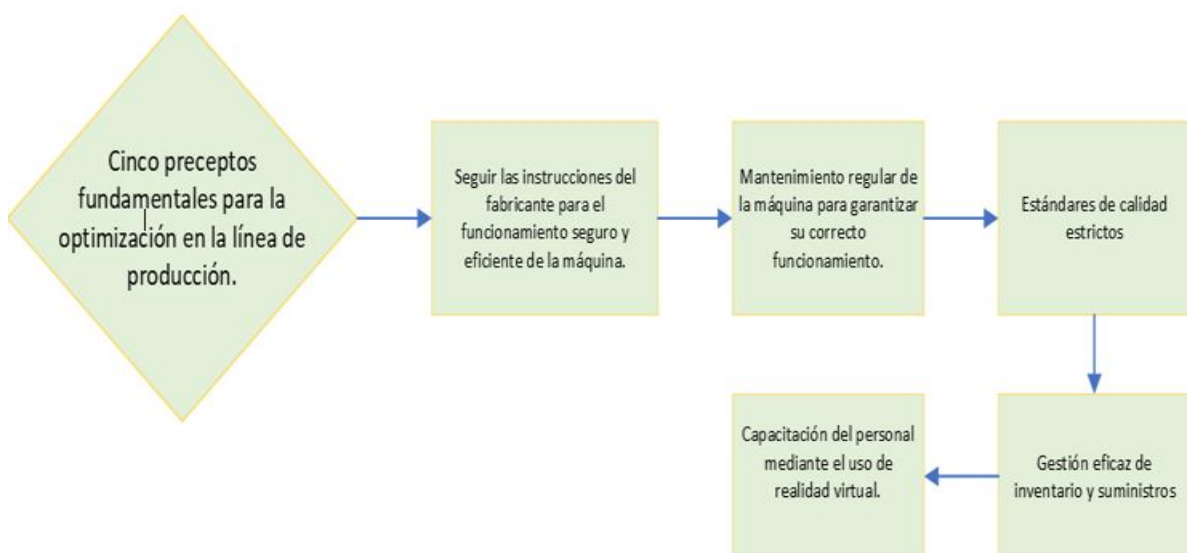 Cinco preceptos
fundamentales para la
optimización en la línea de
producción.
Seguir las instrucciones del
fabricante para el
funcionamiento seguro y
eficiente de la máquina.
Mantenimiento regular de
la máquina para garantizar
su correcto
funcionamiento.
Estándares de calidad
estrictos
Gestión eficaz de
inventario y suministros
Capacitación del personal
mediante el uso de
realidad virtual.